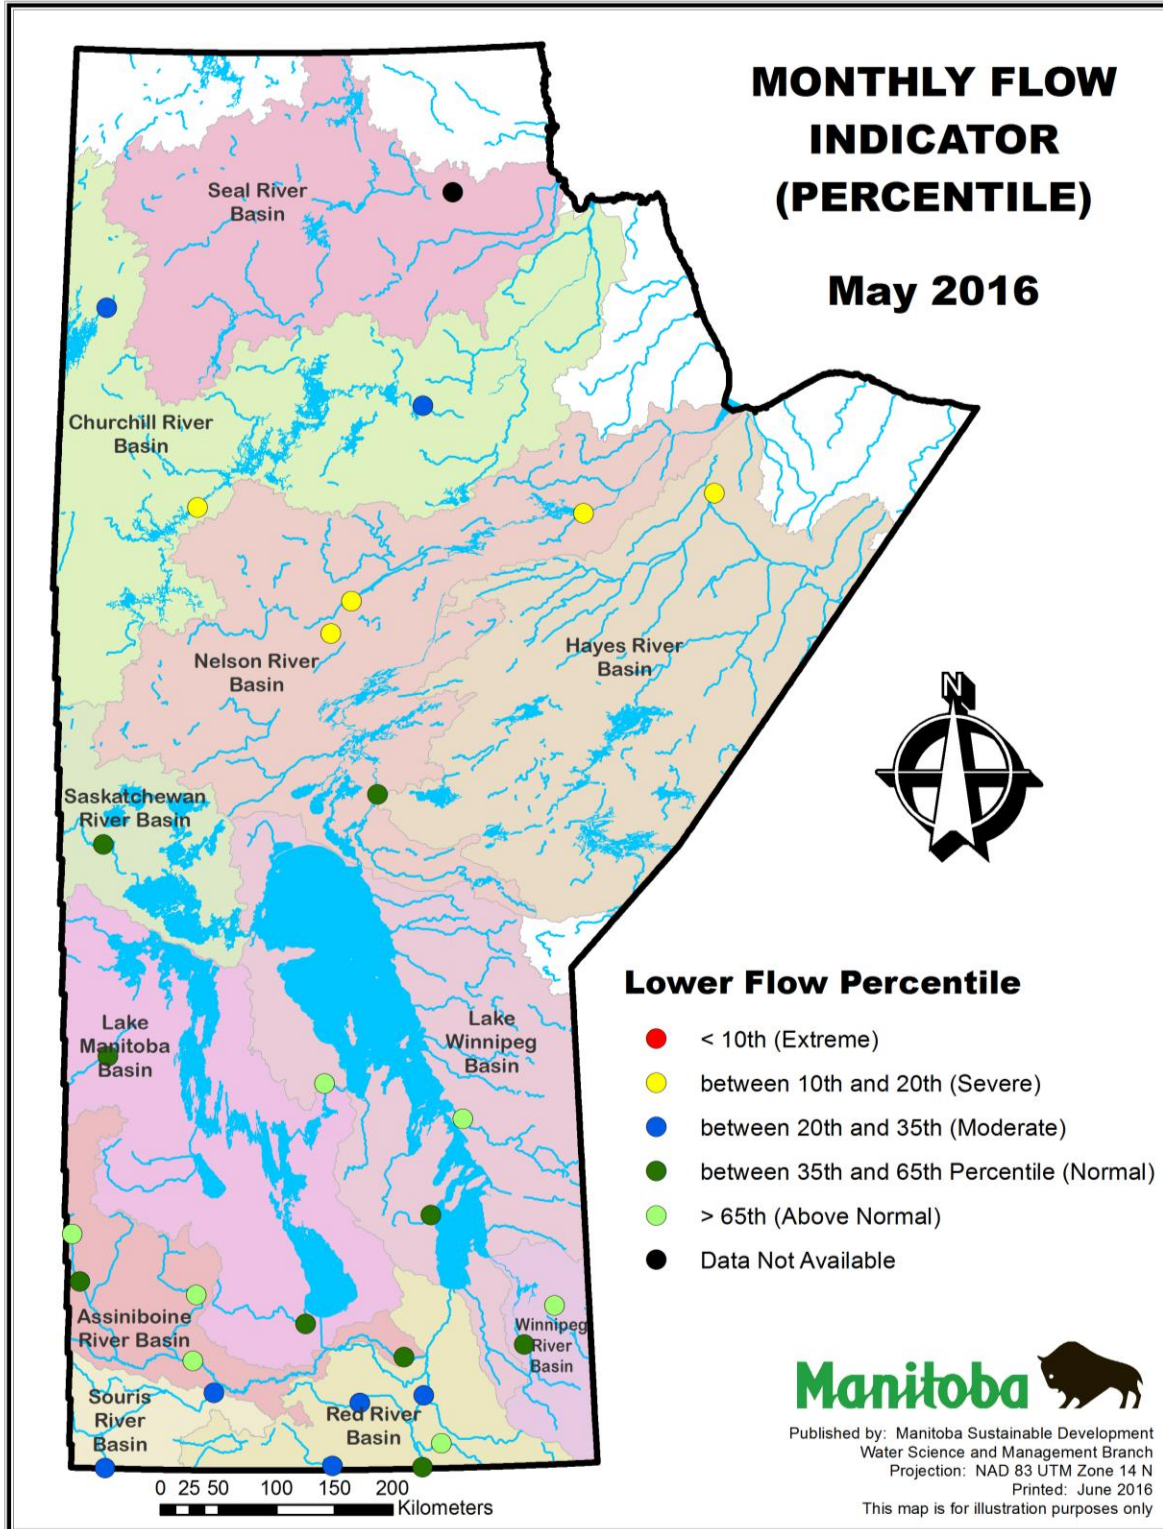 MONTHLY FLOW
INDICATOR
(PERCENTILE)
May 2016
Seal River
Basin
Churchill River
Basin
Nelson River
Basin
Hayes River
Basin
N
Saskatchewan
River Basin
Lake
Manitoba
Basin
Lake
Winnipeg
Basin
Assiniboine
River Basin
Winnipeg
River
Basin
Souris
River
Basin
Red River
Basin
Lower Flow Percentile
< 10th (Extreme)
between 10th and 20th (Severe)
between 20th and 35th (Moderate)
between 35th and 65th Percentile (Normal)
> 65th (Above Normal)
Data Not Available
0 25 50 100 150 200
Kilometers
Manitoba
Published by: Manitoba Sustainable Development
Water Science and Management Branch
Projection: NAD 83 UTM Zone 14 N
Printed: June 2016
This map is for illustration purposes only